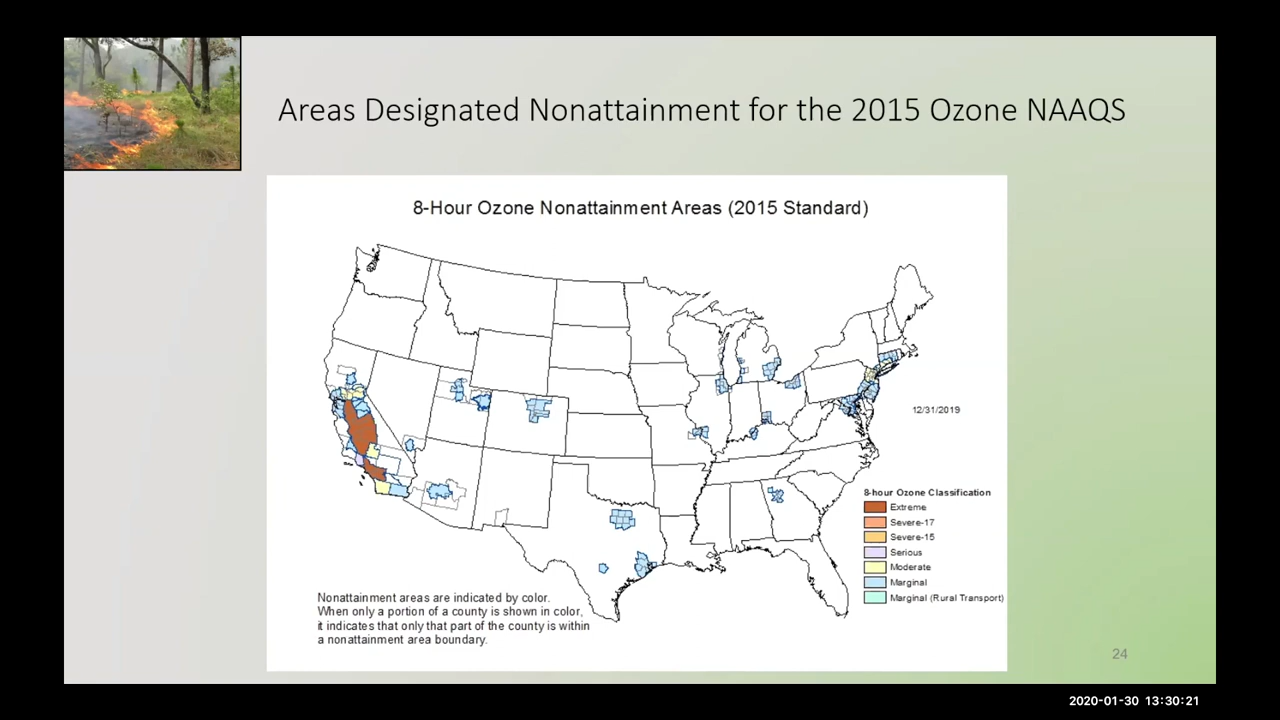 Areas Designated Nonattainment for the 2015 Ozone NAAQS
8-Hour Ozone Nonattainment Areas (2015 Standard)
12/31/2019
8-hour Ozone Classification
Extreme
Severe-17
Severe-15
Serious
Moderate
Marginal
Marginal (Rural Transport)
Nonattainment areas are indicated by color.
When only a portion of a county is shown in color,
it indicates that only that part of the county is within
a nonattainment area boundary.
24
2020-01-30 13:30:21